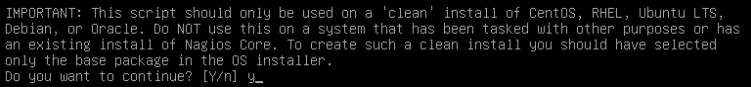 IMPORTANT: This script should only be used on a 'clean' install of CentOS, RHEL, Ubuntu LTS,
Debian, or Oracle. Do NOT use this on a system that has been tasked with other purposes or has
an existing install of Nagios Core. To create such a clean install you should have selected
only the base package in the OS installer.
Do you want to continue? [Y/n] y_